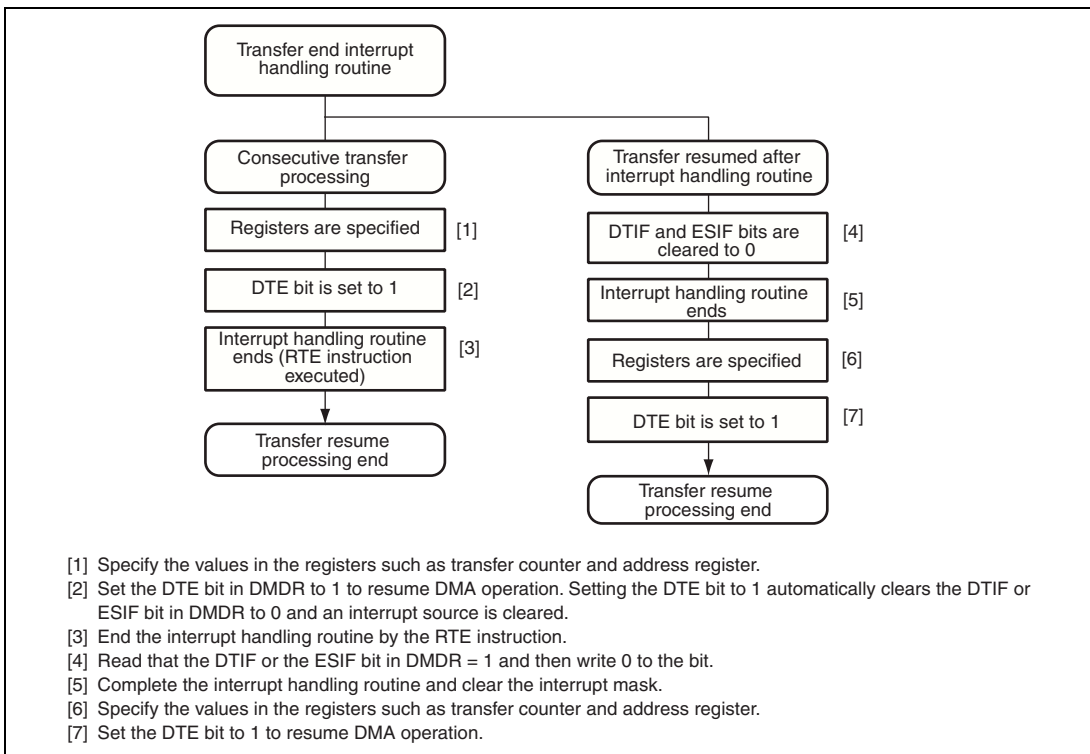 Transfer end interrupt
handling routine
Consecutive transfer
processing
Registers are specified
[1]
DTE bit is set to 1
[2]
Interrupt handling routine
ends (RTE instruction
executed)
[3]
Transfer resume
processing end
Transfer resumed after
interrupt handling routine
DTIF and ESIF bits are
cleared to 0
[4]
Interrupt handling routine
ends
[5]
Registers are specified
[6]
DTE bit is set to 1
[7]
Transfer resume
processing end
[1] Specify the values in the registers such as transfer counter and address register.
[2] Set the DTE bit in DMDR to 1 to resume DMA operation. Setting the DTE bit to 1 automatically clears the DTIF or
ESIF bit in DMDR to 0 and an interrupt source is cleared.
[3] End the interrupt handling routine by the RTE instruction.
[4] Read that the DTIF or the ESIF bit in DMDR = 1 and then write 0 to the bit.
[5] Complete the interrupt handling routine and clear the interrupt mask.
[6] Specify the values in the registers such as transfer counter and address register.
[7] Set the DTE bit to 1 to resume DMA operation.